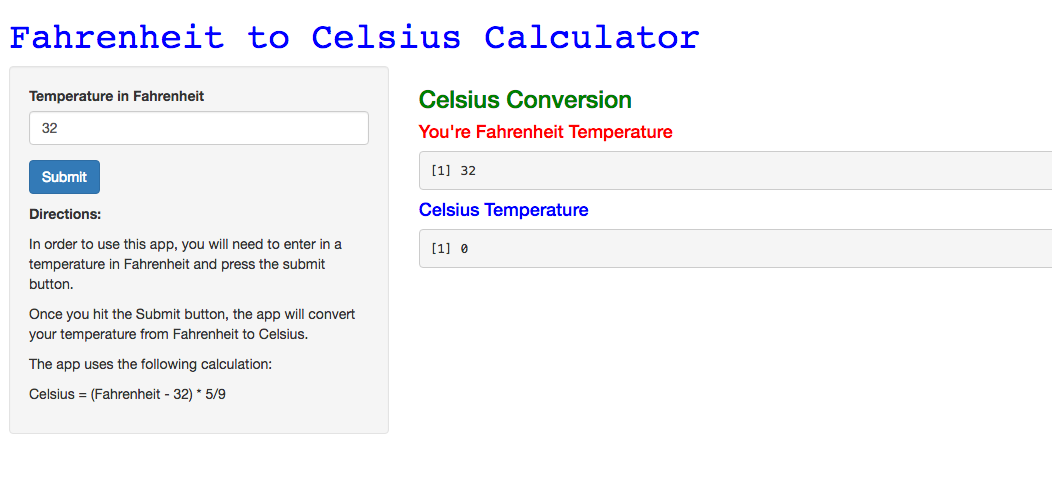 Fahrenheit to Celsius Calculator
Temperature in Fahrenheit
32
Submit
Directions:
In order to use this app, you will need to enter in a
temperature in Fahrenheit and press the submit
button.
Once you hit the Submit button, the app will convert
your temperature from Fahrenheit to Celsius.
The app uses the following calculation:
Celsius = (Fahrenheit - 32) * 5/9
Celsius Conversion
You're Fahrenheit Temperature
[1] 32
Celsius Temperature
[1] 0